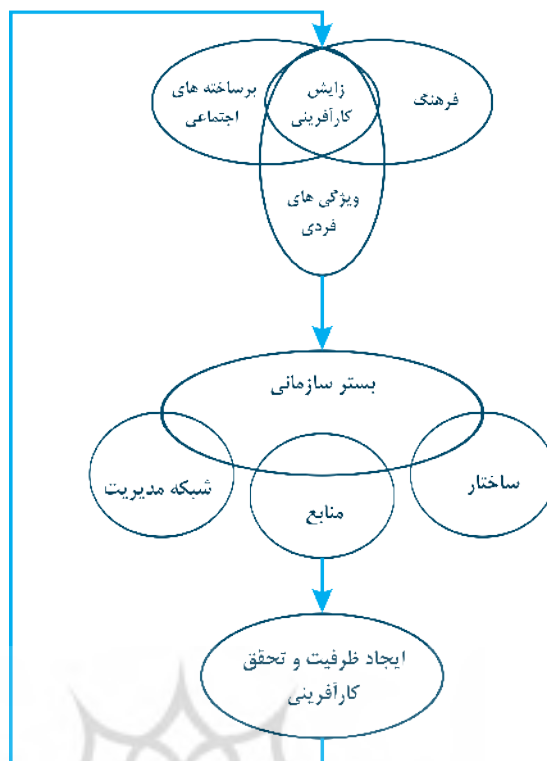 فرهنگ
زایش
کارآفرینی
برساخته های
اجتماعی
ویژگی های
فردی
بستر سازمانی
ساختار
منابع
شبکه مدیریت
ایجاد ظرفیت و تحقق
کارآفرینی